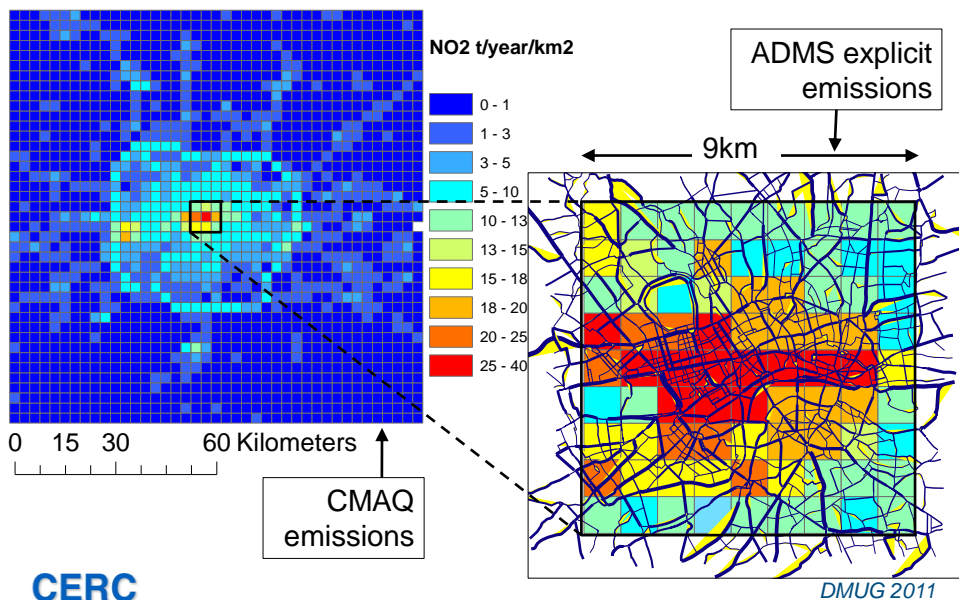 NO2 t/year/km2
0 - 1
1 - 3
3 - 5
5 - 10
10 - 13
13 - 15
15 - 18
18 - 20
20 - 25
25 - 40
ADMS explicit
emissions
9km
0 15 30 60 Kilometers
CMAQ
emissions
CERC
DMUG 2011